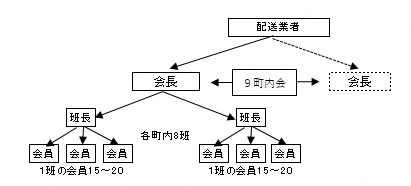 配送業者
会長
9町内会
会長
班長
各町内8班
班長
会員 会員 会員
会員 会員 会員
1班の会員15～20
1班の会員15～20